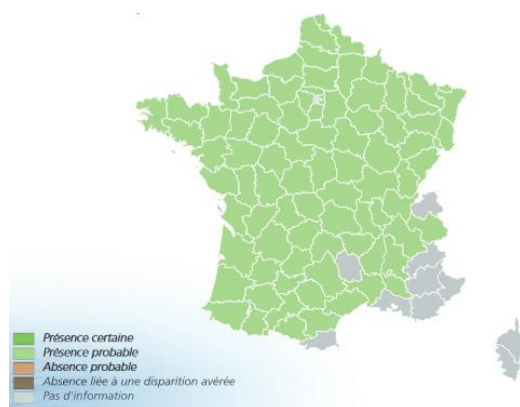 Présence certaine
Présence probable
Absence probable
Absence liée à une disparition avérée
Pas d'information